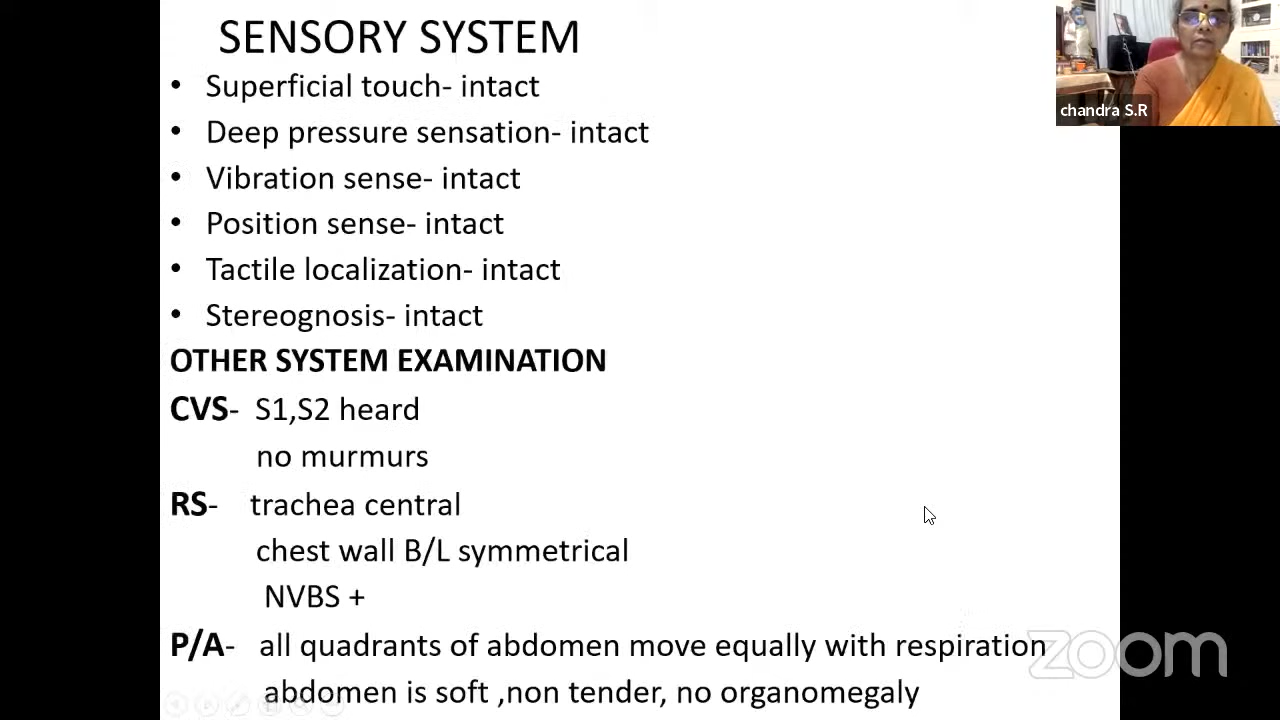 SENSORY SYSTEM
• Superficial touch- intact
• Deep pressure sensation- intact
• Vibration sense- intact
• Position sense- intact
• Tactile localization- intact
• Stereognosis- intact
OTHER SYSTEM EXAMINATION
CVS- S1,S2 heard
no murmurs
RS- trachea central
chest wall B/L symmetrical
NVBS +
P/A- all quadrants of abdomen move equally with respiration
abdomen is soft ,non tender, no organomegaly
chandra S.R
zoom